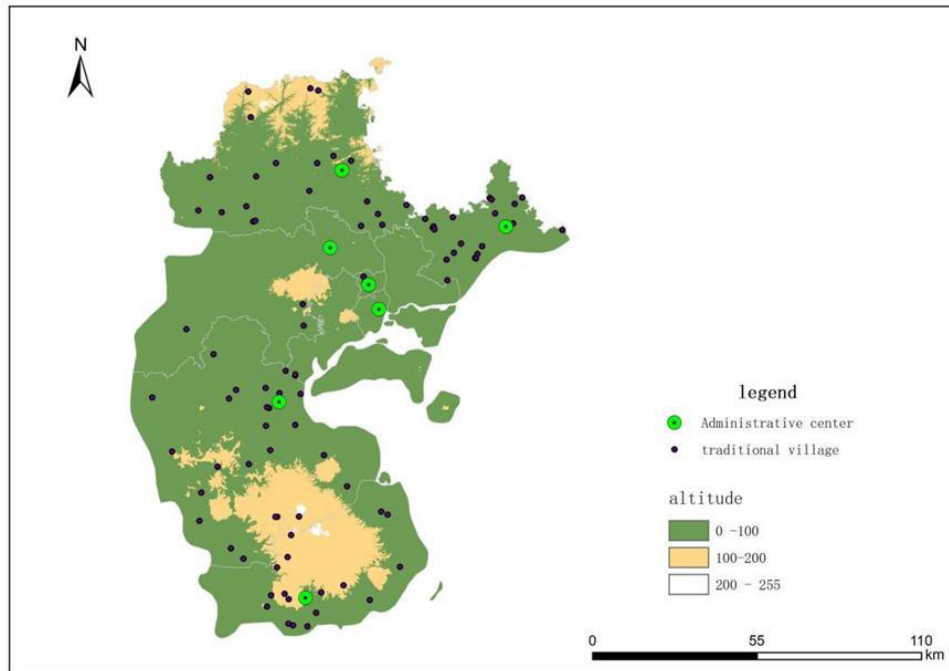 N
legend
Administrative center
traditional village
altitude
0 -100
100-200
200 - 255
0 55 110
km